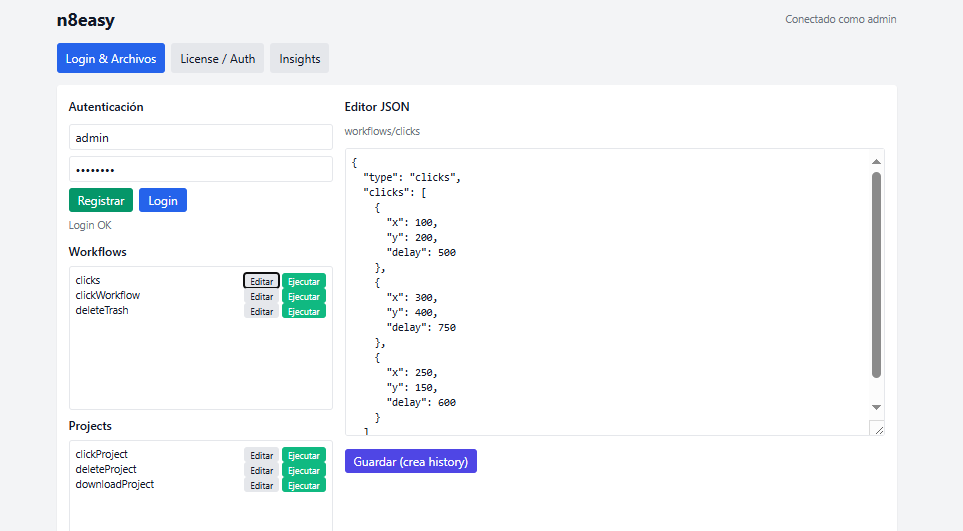 n8easy
Conectado como admin
Login & Archivos
License / Auth
Insights
Autenticación
admin
••••••••
Registrar
Login
Login OK
Workflows
clicks Editar Ejecutar
clickWorkflow Editar Ejecutar
deleteTrash Editar Ejecutar
Projects
clickProject Editar Ejecutar
deleteProject Editar Ejecutar
downloadProject Editar Ejecutar
Editor JSON
workflows/clicks
{
  "type": "clicks",
  "clicks": [
    {
      "x": 100,
      "y": 200,
      "delay": 500
    },
    {
      "x": 300,
      "y": 400,
      "delay": 750
    },
    {
      "x": 250,
      "y": 150,
      "delay": 600
    }
  ]
Guardar (crea history)